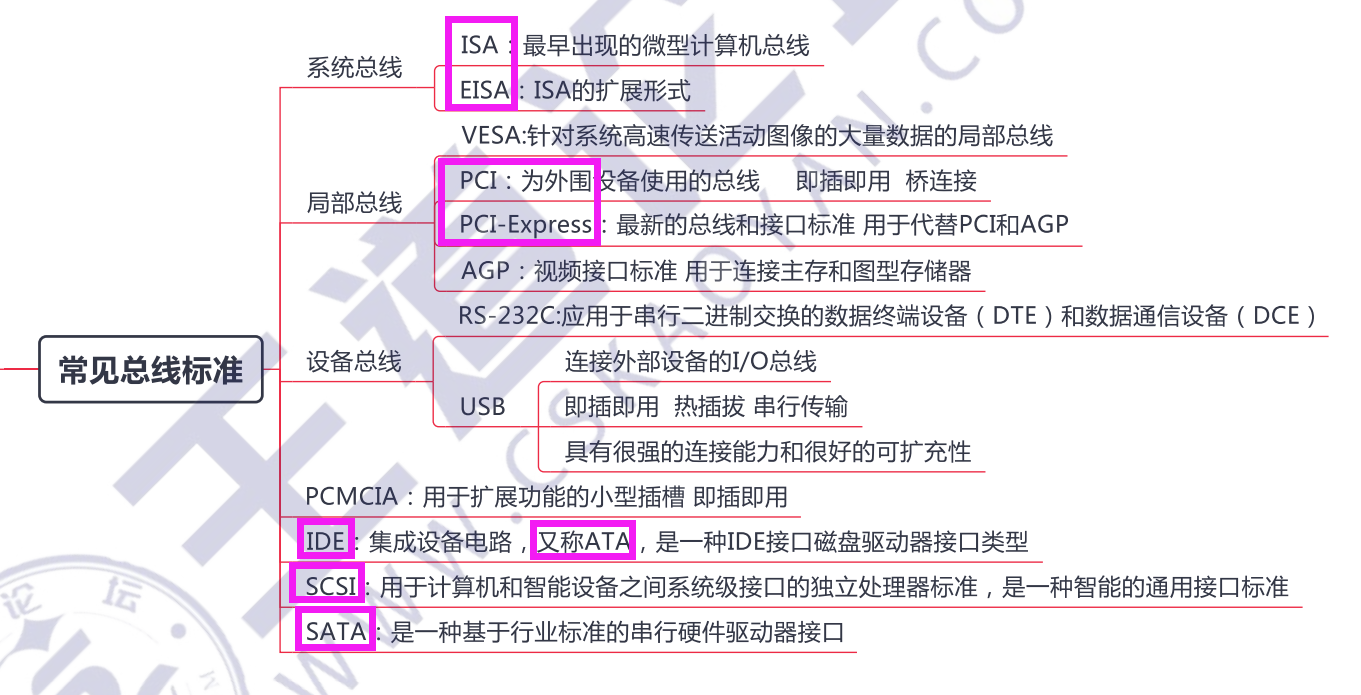 系统总线
ISA：最早出现的微型计算机总线
EISA：ISA的扩展形式
局部总线
VESA:针对系统高速传送活动图像的大量数据的局部总线
PCI：为外围设备使用的总线 即插即用 桥连接
PCI-Express：最新的总线和接口标准 用于代替PCI和AGP
AGP：视频接口标准 用于连接主存和图型存储器
常见总线标准
设备总线
RS-232C:应用于串行二进制交换的数据终端设备（DTE）和数据通信设备（DCE）
USB
连接外部设备的I/O总线
即插即用 热插拔 串行传输
具有很强的连接能力和很好的可扩充性
PCMCIA：用于扩展功能的小型插槽 即插即用
IDE：集成设备电路，又称ATA，是一种IDE接口磁盘驱动器接口类型
SCSI：用于计算机和智能设备之间系统级接口的独立处理器标准，是一种智能的通用接口标准
SATA：是一种基于行业标准的串行硬件驱动器接口
王道论
WWW.CSKAOYAN.CO
论坛